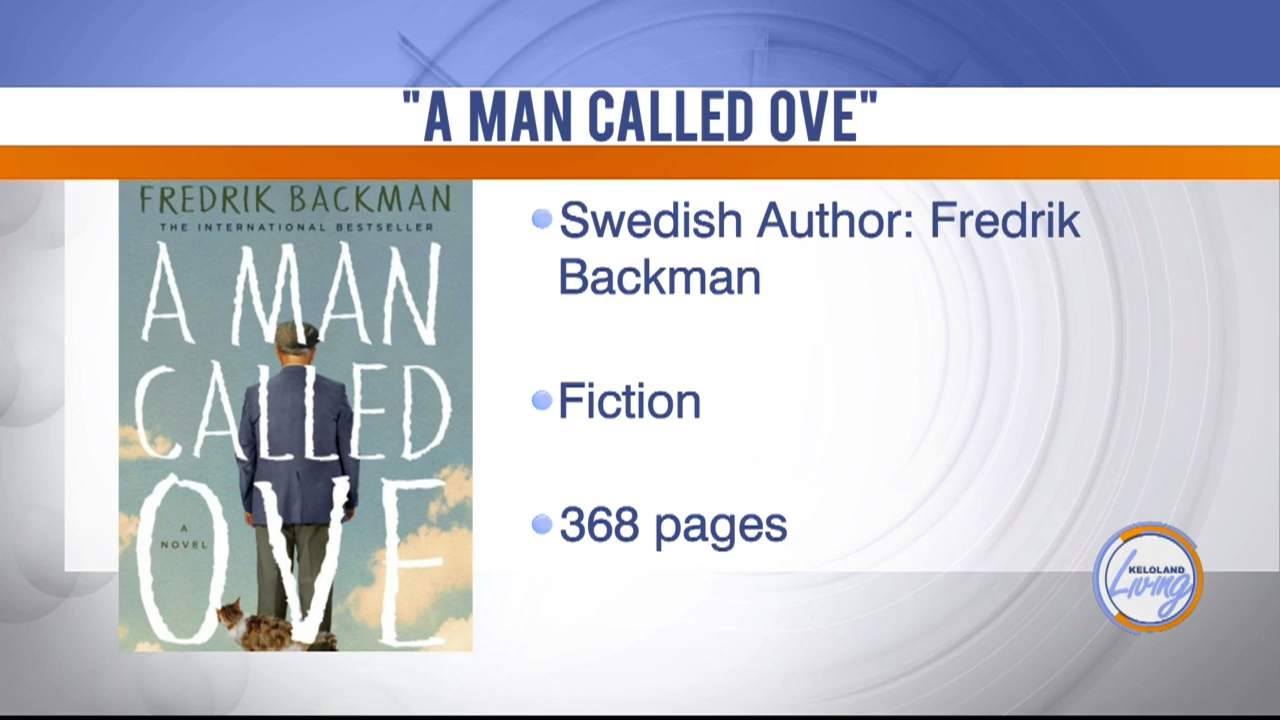 "A MAN CALLED OVE"
FREDRIK BACKMAN
THE INTERNATIONAL BESTSELLER
A MAN
CALLED
OVE
A
NOVEL
Swedish Author: Fredrik
Backman
Fiction
368 pages
KELOLAND
Living